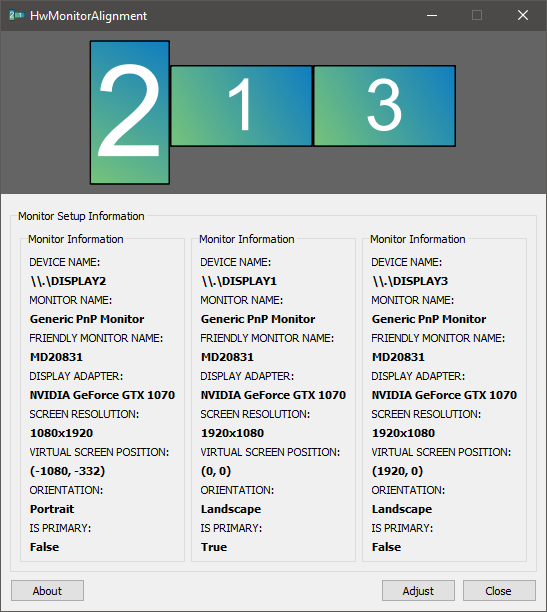 HwMonitorAlignment
2 1 3
Monitor Setup Information
Monitor Information
DEVICE NAME:
\\.\DISPLAY2
MONITOR NAME:
Generic PnP Monitor
FRIENDLY MONITOR NAME:
MD20831
DISPLAY ADAPTER:
NVIDIA GeForce GTX 1070
SCREEN RESOLUTION:
1080x1920
VIRTUAL SCREEN POSITION:
(-1080, -332)
ORIENTATION:
Portrait
IS PRIMARY:
False
Monitor Information
DEVICE NAME:
\\.\DISPLAY1
MONITOR NAME:
Generic PnP Monitor
FRIENDLY MONITOR NAME:
MD20831
DISPLAY ADAPTER:
NVIDIA GeForce GTX 1070
SCREEN RESOLUTION:
1920x1080
VIRTUAL SCREEN POSITION:
(0, 0)
ORIENTATION:
Landscape
IS PRIMARY:
True
Monitor Information
DEVICE NAME:
\\.\DISPLAY3
MONITOR NAME:
Generic PnP Monitor
FRIENDLY MONITOR NAME:
MD20831
DISPLAY ADAPTER:
NVIDIA GeForce GTX 1070
SCREEN RESOLUTION:
1920x1080
VIRTUAL SCREEN POSITION:
(1920, 0)
ORIENTATION:
Landscape
IS PRIMARY:
False
About
Adjust
Close